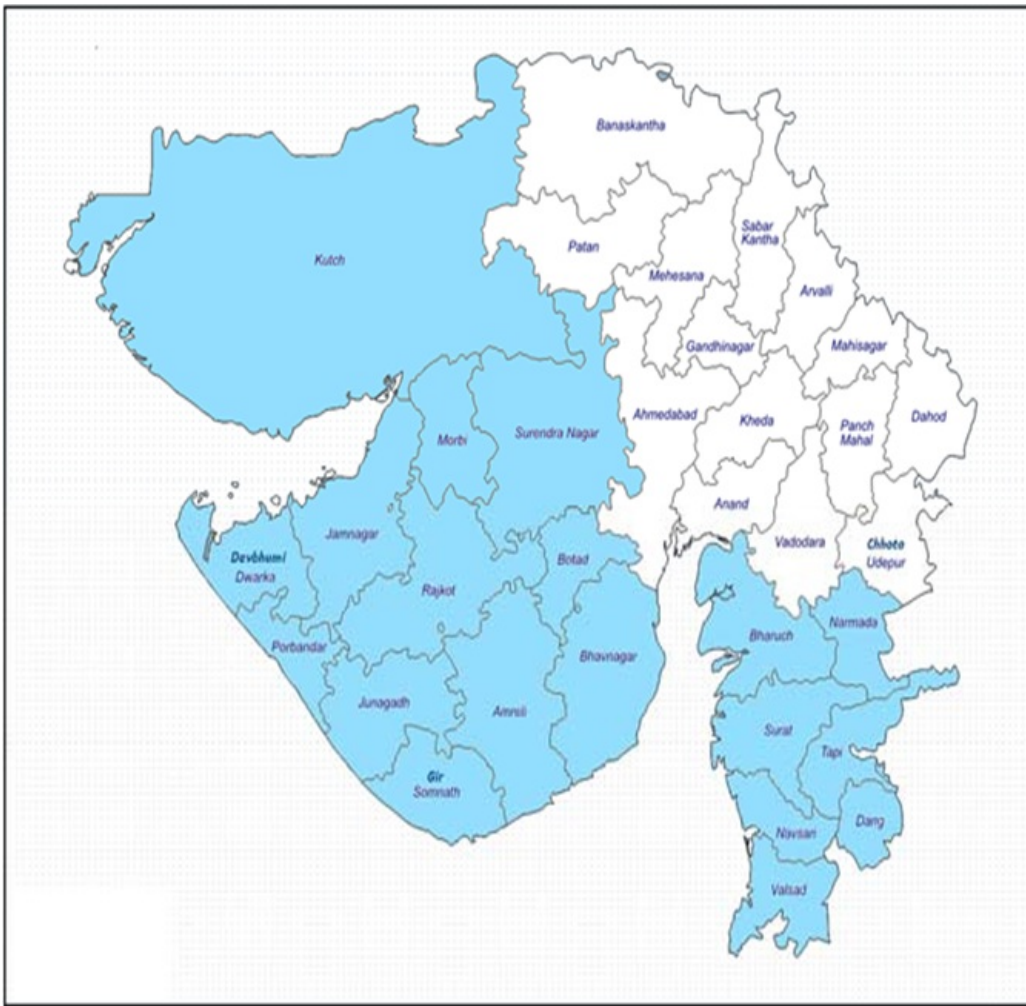 Banaskantha
Patan
Mehesana
Sabar
Kantha
Arvalli
Kutch
Gandhinagar
Mahisagar
Ahmedabad
Kheda
Panch
Mahal
Dahod
Morbi
Surendra Nagar
Anand
Vadodara
Chhota
Udepur
Jamnagar
Devbhumi
Dwarka
Rajkot
Botad
Porbandar
Junagadh
Amreli
Bhavnagar
Bharuch
Narmada
Gir
Somnath
Surat
Tapi
Navsari
Dang
Valsad